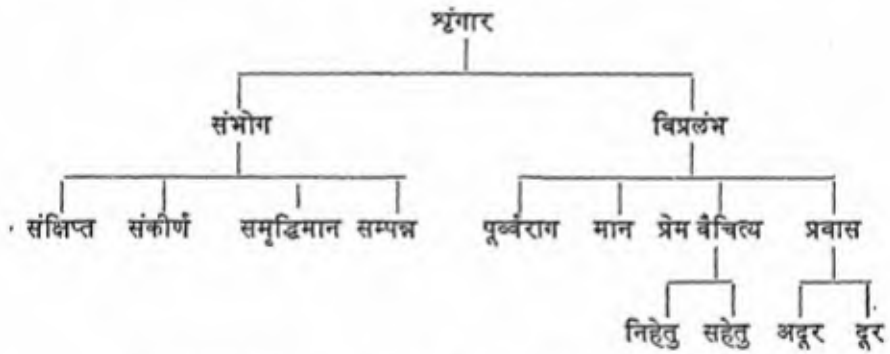 शृंगार
संभोग विप्रलंभ
संक्षिप्त संकीर्ण समृद्धिमान सम्पन्न पूर्व्वराग मान प्रेम वैचित्य प्रवास
निहेतु सहेतु अदूर दूर